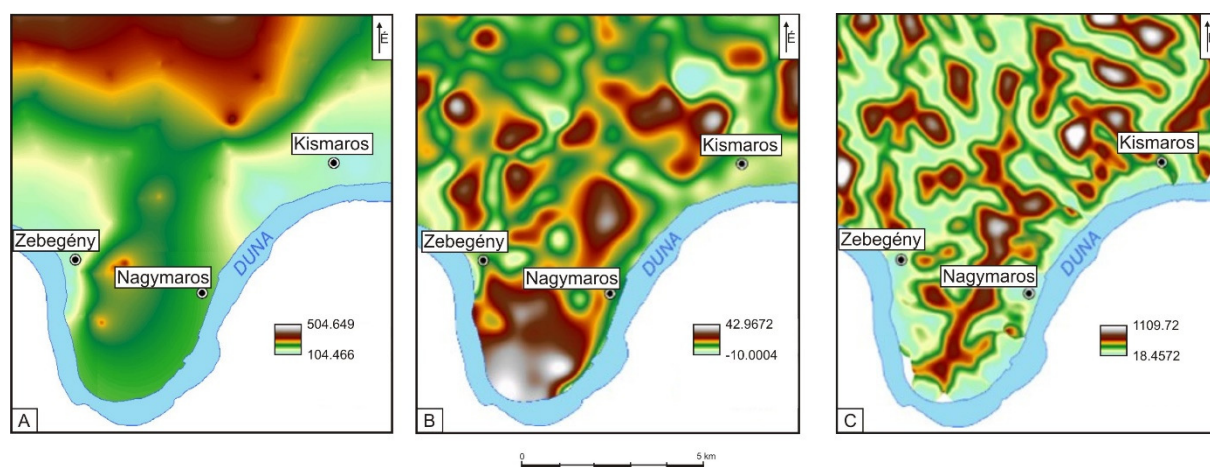 É
Kismaros
Zebegény
Nagymaros
DUNA
504.649
104.466
A
É
Kismaros
Zebegény
Nagymaros
DUNA
42.9672
-10.0004
B
Kismaros
Zebegény
Nagymaros
DUNA
1109.72
18.4572
C
0 5 km